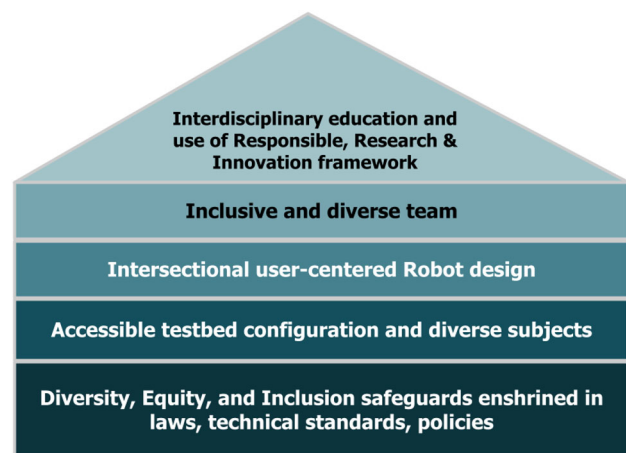 Interdisciplinary education and
use of Responsible, Research &
Innovation framework
Inclusive and diverse team
Intersectional user-centered Robot design
Accessible testbed configuration and diverse subjects
Diversity, Equity, and Inclusion safeguards enshrined in
laws, technical standards, policies